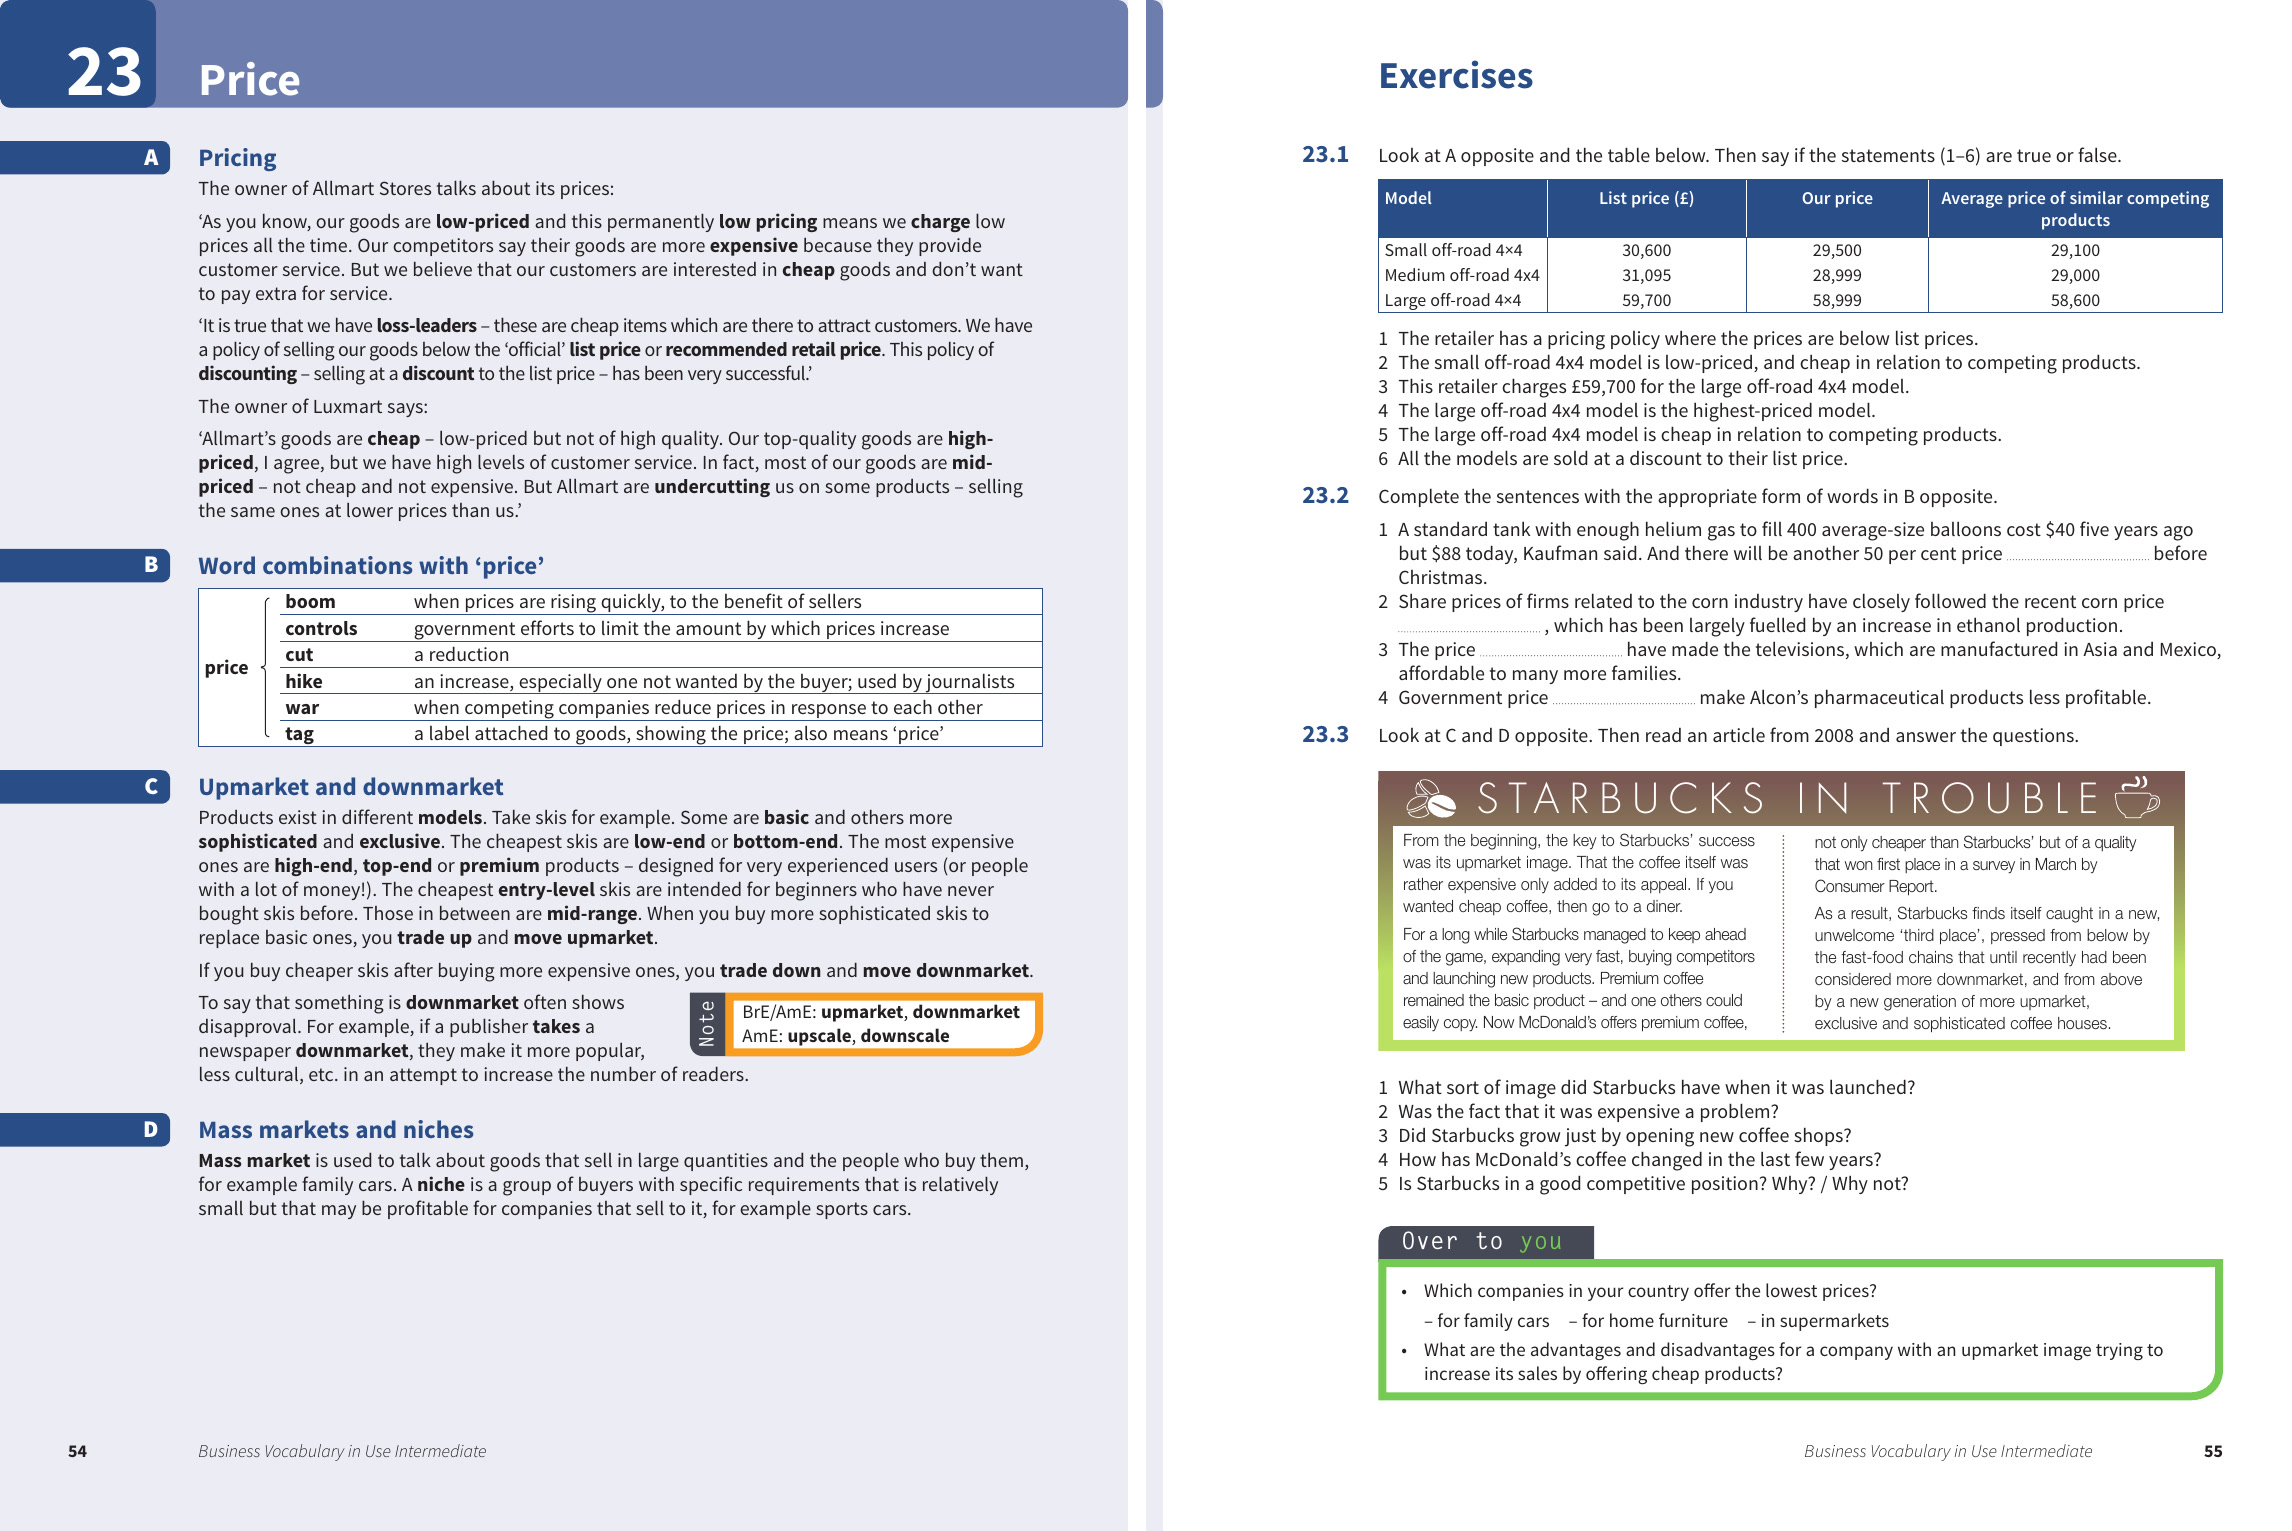 23
Price
A
Pricing
The owner of Allmart Stores talks about its prices:
‘As you know, our goods are low-priced and this permanently low pricing means we charge low
prices all the time. Our competitors say their goods are more expensive because they provide
customer service. But we believe that our customers are interested in cheap goods and don’t want
to pay extra for service.
‘It is true that we have loss-leaders – these are cheap items which are there to attract customers. We have
a policy of selling our goods below the ‘official’ list price or recommended retail price. This policy of
discounting – selling at a discount to the list price – has been very successful.’
The owner of Luxmart says:
‘Allmart’s goods are cheap – low-priced but not of high quality. Our top-quality goods are high-
priced, I agree, but we have high levels of customer service. In fact, most of our goods are mid-
priced – not cheap and not expensive. But Allmart are undercutting us on some products – selling
the same ones at lower prices than us.’
B
Word combinations with ‘price’
price
boom when prices are rising quickly, to the benefit of sellers
controls government efforts to limit the amount by which prices increase
cut a reduction
hike an increase, especially one not wanted by the buyer; used by journalists
war when competing companies reduce prices in response to each other
tag a label attached to goods, showing the price; also means ‘price’
C
Upmarket and downmarket
Products exist in different models. Take skis for example. Some are basic and others more
sophisticated and exclusive. The cheapest skis are low-end or bottom-end. The most expensive
ones are high-end, top-end or premium products – designed for very experienced users (or people
with a lot of money!). The cheapest entry-level skis are intended for beginners who have never
bought skis before. Those in between are mid-range. When you buy more sophisticated skis to
replace basic ones, you trade up and move upmarket.
If you buy cheaper skis after buying more expensive ones, you trade down and move downmarket.
To say that something is downmarket often shows
disapproval. For example, if a publisher takes a
newspaper downmarket, they make it more popular,
less cultural, etc. in an attempt to increase the number of readers.
Note
BrE/AmE: upmarket, downmarket
AmE: upscale, downscale
D
Mass markets and niches
Mass market is used to talk about goods that sell in large quantities and the people who buy them,
for example family cars. A niche is a group of buyers with specific requirements that is relatively
small but that may be profitable for companies that sell to it, for example sports cars.
54
Business Vocabulary in Use Intermediate
Exercises
23.1 Look at A opposite and the table below. Then say if the statements (1–6) are true or false.
Model List price (£) Our price Average price of similar competing
products
Small off-road 4×4 30,600 29,500 29,100
Medium off-road 4x4 31,095 28,999 29,000
Large off-road 4×4 59,700 58,999 58,600
1 The retailer has a pricing policy where the prices are below list prices.
2 The small off-road 4x4 model is low-priced, and cheap in relation to competing products.
3 This retailer charges £59,700 for the large off-road 4x4 model.
4 The large off-road 4x4 model is the highest-priced model.
5 The large off-road 4x4 model is cheap in relation to competing products.
6 All the models are sold at a discount to their list price.
23.2 Complete the sentences with the appropriate form of words in B opposite.
1 A standard tank with enough helium gas to fill 400 average-size balloons cost $40 five years ago
but $88 today, Kaufman said. And there will be another 50 per cent price .................... before
Christmas.
2 Share prices of firms related to the corn industry have closely followed the recent corn price
.................... , which has been largely fuelled by an increase in ethanol production.
3 The price .................... have made the televisions, which are manufactured in Asia and Mexico,
affordable to many more families.
4 Government price .................... make Alcon’s pharmaceutical products less profitable.
23.3 Look at C and D opposite. Then read an article from 2008 and answer the questions.
STARBUCKS IN TROUBLE
From the beginning, the key to Starbucks’ success
was its upmarket image. That the coffee itself was
rather expensive only added to its appeal. If you
wanted cheap coffee, then go to a diner.
For a long while Starbucks managed to keep ahead
of the game, expanding very fast, buying competitors
and launching new products. Premium coffee
remained the basic product – and one others could
easily copy. Now McDonald’s offers premium coffee,
not only cheaper than Starbucks’ but of a quality
that won first place in a survey in March by
Consumer Report.
As a result, Starbucks finds itself caught in a new,
unwelcome ‘third place’, pressed from below by
the fast-food chains that until recently had been
considered more downmarket, and from above
by a new generation of more upmarket,
exclusive and sophisticated coffee houses.
1 What sort of image did Starbucks have when it was launched?
2 Was the fact that it was expensive a problem?
3 Did Starbucks grow just by opening new coffee shops?
4 How has McDonald’s coffee changed in the last few years?
5 Is Starbucks in a good competitive position? Why? / Why not?
Over to you
• Which companies in your country offer the lowest prices?
– for family cars – for home furniture – in supermarkets
• What are the advantages and disadvantages for a company with an upmarket image trying to
increase its sales by offering cheap products?
Business Vocabulary in Use Intermediate
55